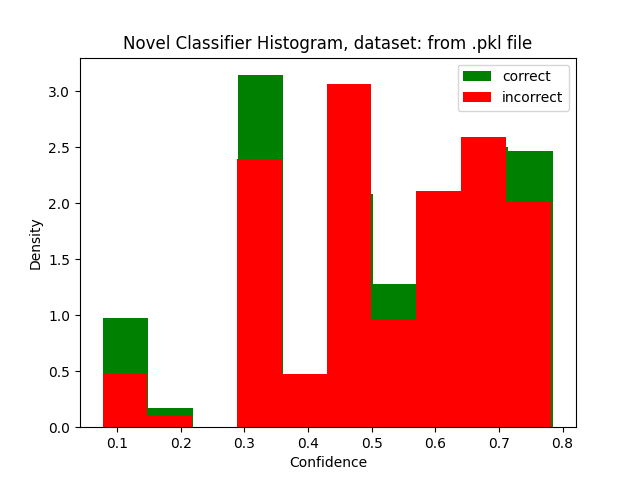 Novel Classifier Histogram, dataset: from .pkl file
correct
incorrect
3.0
2.5
2.0
1.5
1.0
0.5
0.0
Density
0.1 0.2 0.3 0.4 0.5 0.6 0.7 0.8
Confidence